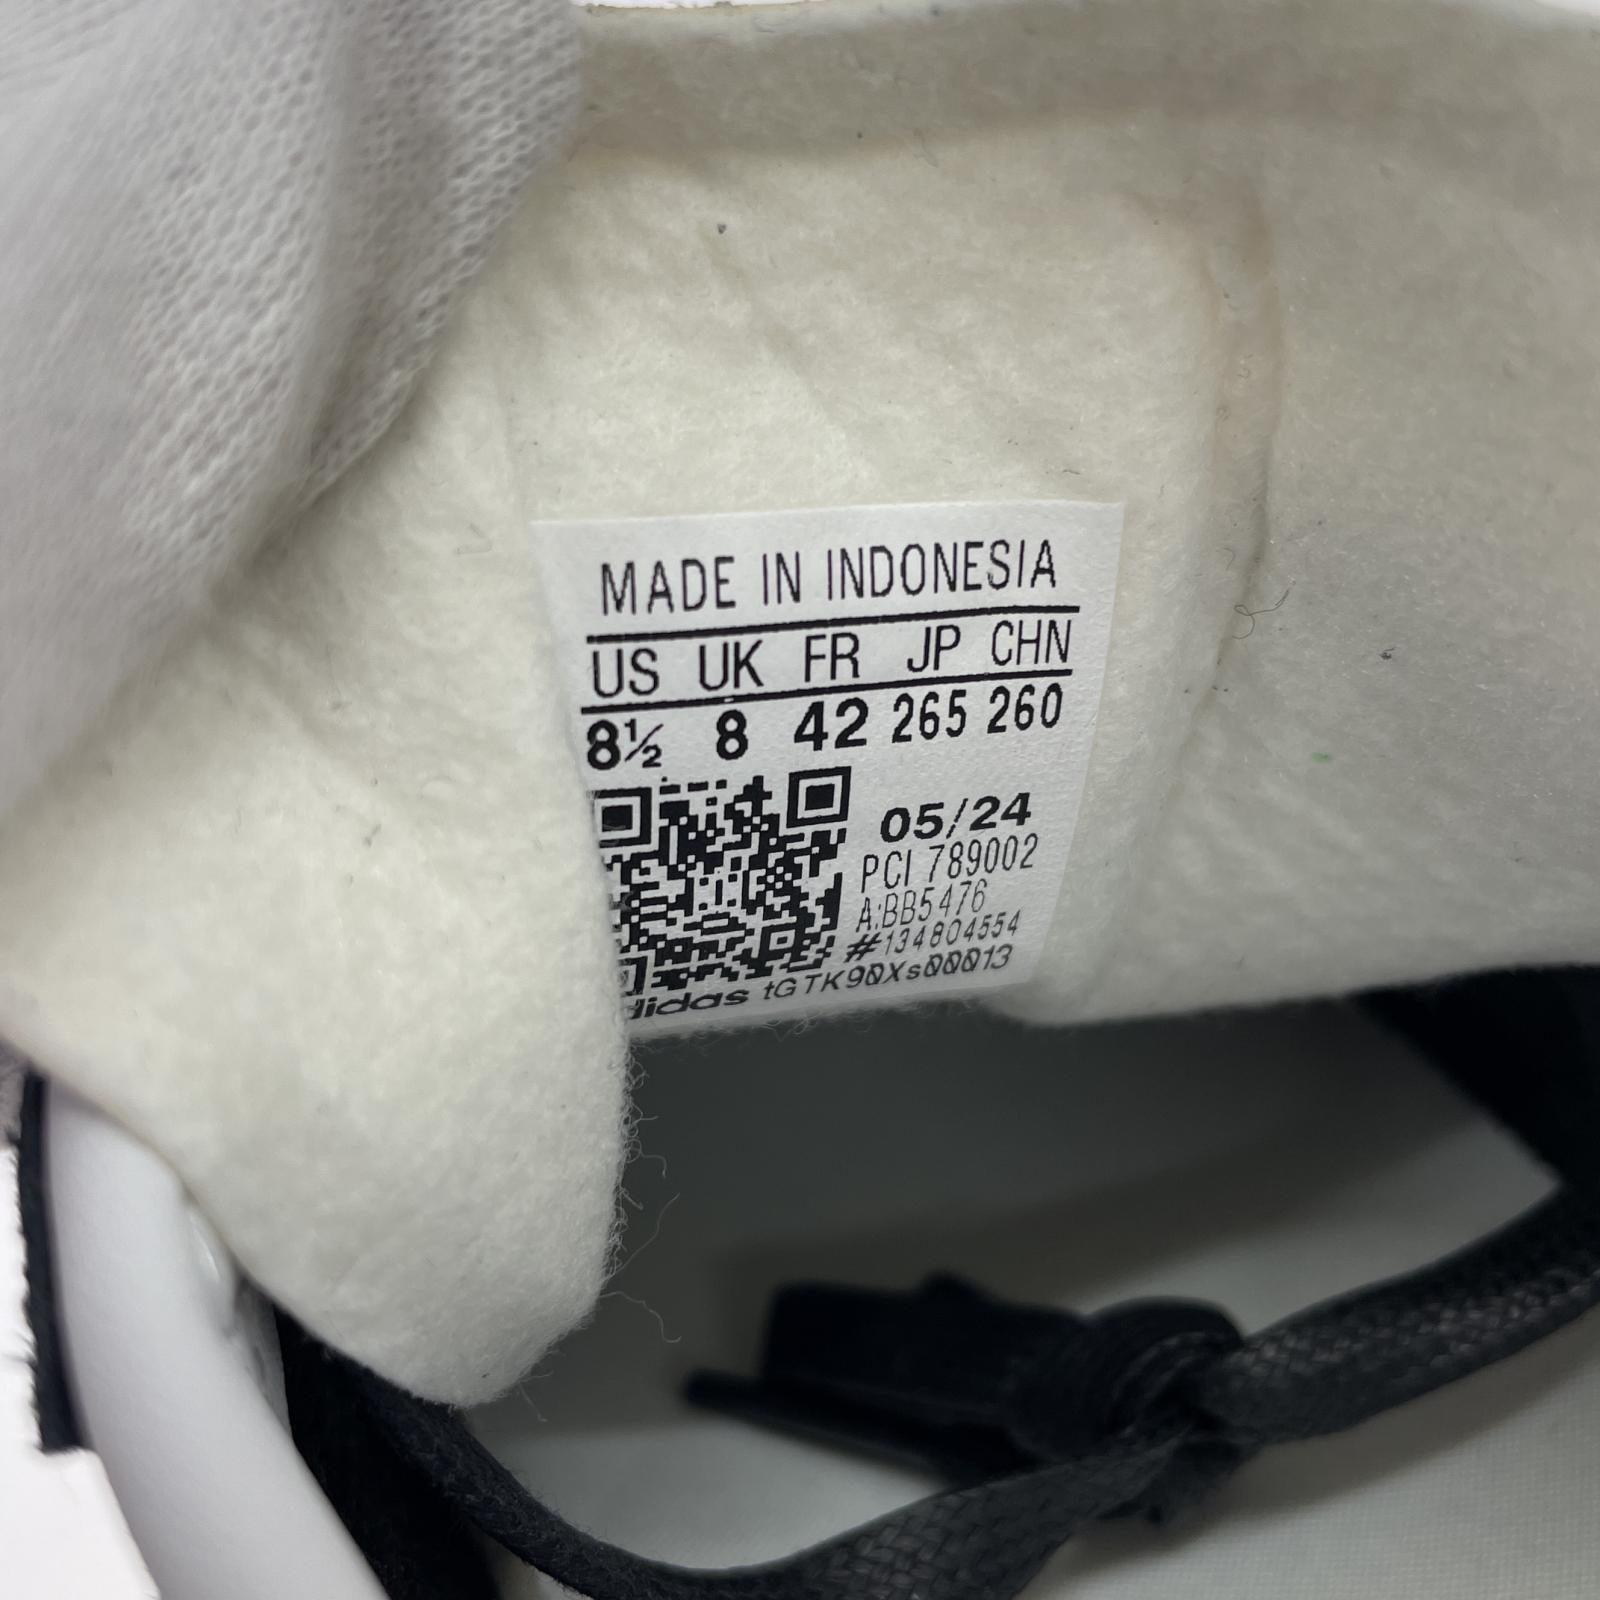 MADE IN INDONESIA
US UK FR JP CHN
8½ 8 42 265 260
05/24
PCI 789002
A:BB5476
#134804554
adidas tGTK90Xs00013